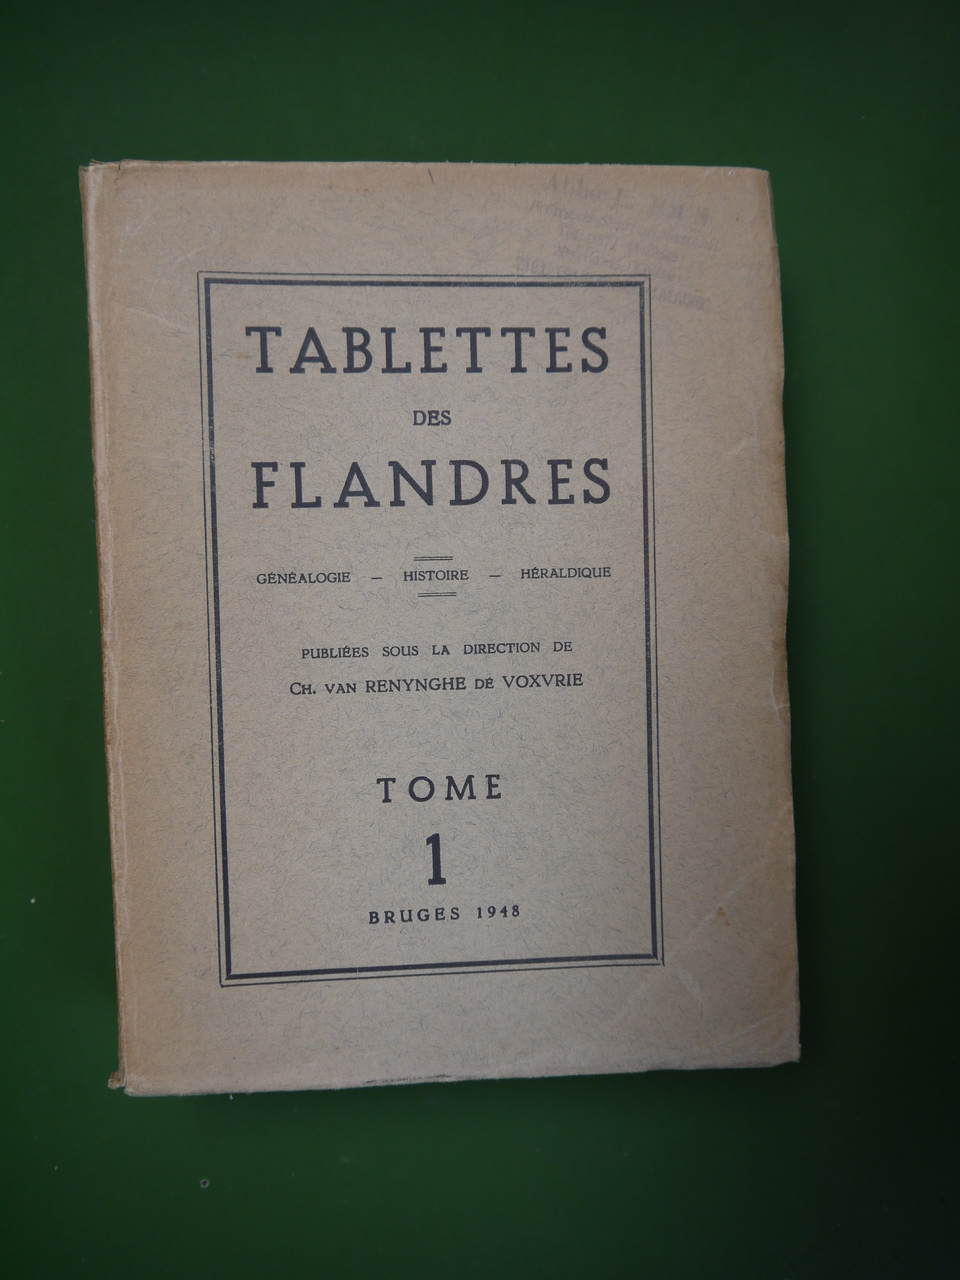 TABLETTES
DES
FLANDRES
GÉNÉALOGIE — HISTOIRE — HÉRALDIQUE
PUBLIÉES SOUS LA DIRECTION DE
CH. VAN RENYNGHE DE VOXVRIE
TOME
1
BRUGES 1948